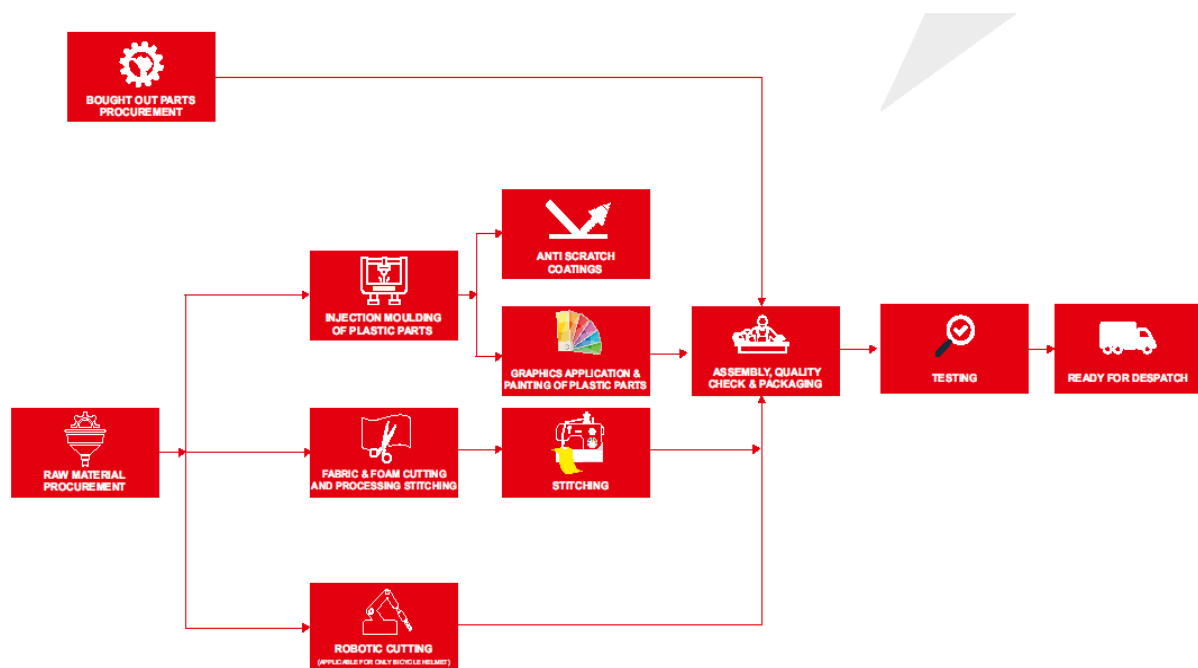 BOUGHT OUT PARTS
PROCUREMENT
ANTI SCRATCH
COATINGS
INJECTION MOULDING
OF PLASTIC PARTS
GRAPHICS APPLICATION &
PAINTING OF PLASTIC PARTS
ASSEMBLY, QUALITY
CHECK & PACKAGING
TESTING
READY FOR DESPATCH
RAW MATERIAL
PROCUREMENT
FABRIC & FOAM CUTTING
AND PROCESSING STITCHING
STITCHING
ROBOTIC CUTTING
(APPLICABLE FOR ONLY BICYCLE HELMET)